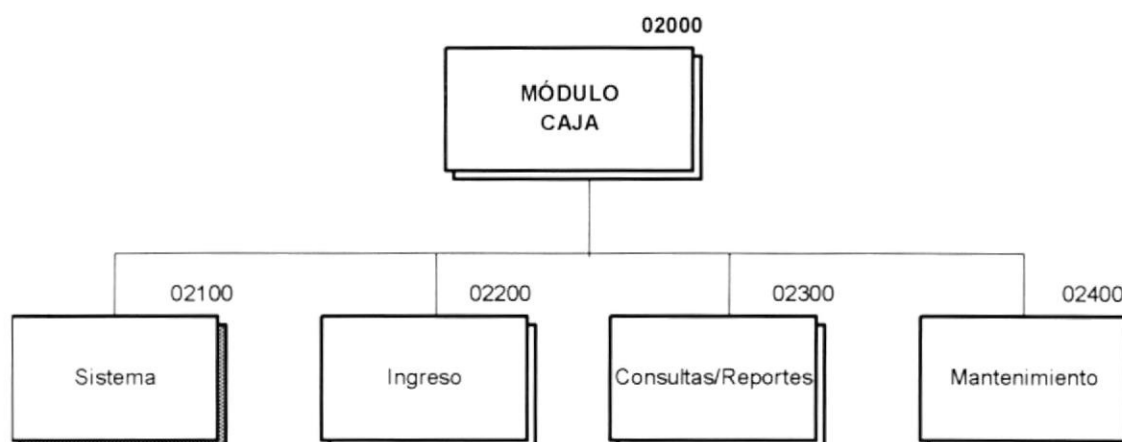 02000
MÓDULO
CAJA
02100
02200
02300
02400
Sistema
Ingreso
Consultas/Reportes
Mantenimiento